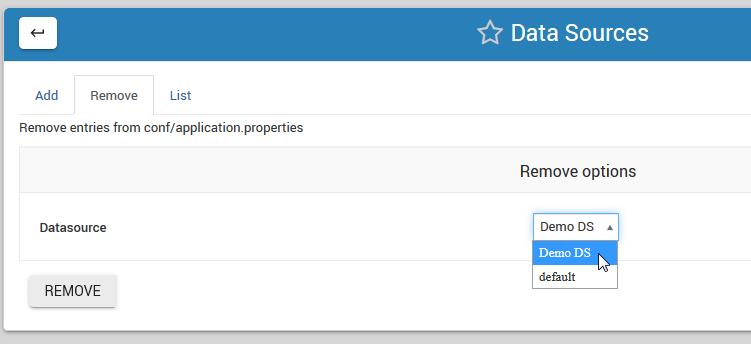 Data Sources
Add Remove List
Remove entries from conf/application.properties
Remove options
Datasource Demo DS
Demo DS
default
REMOVE